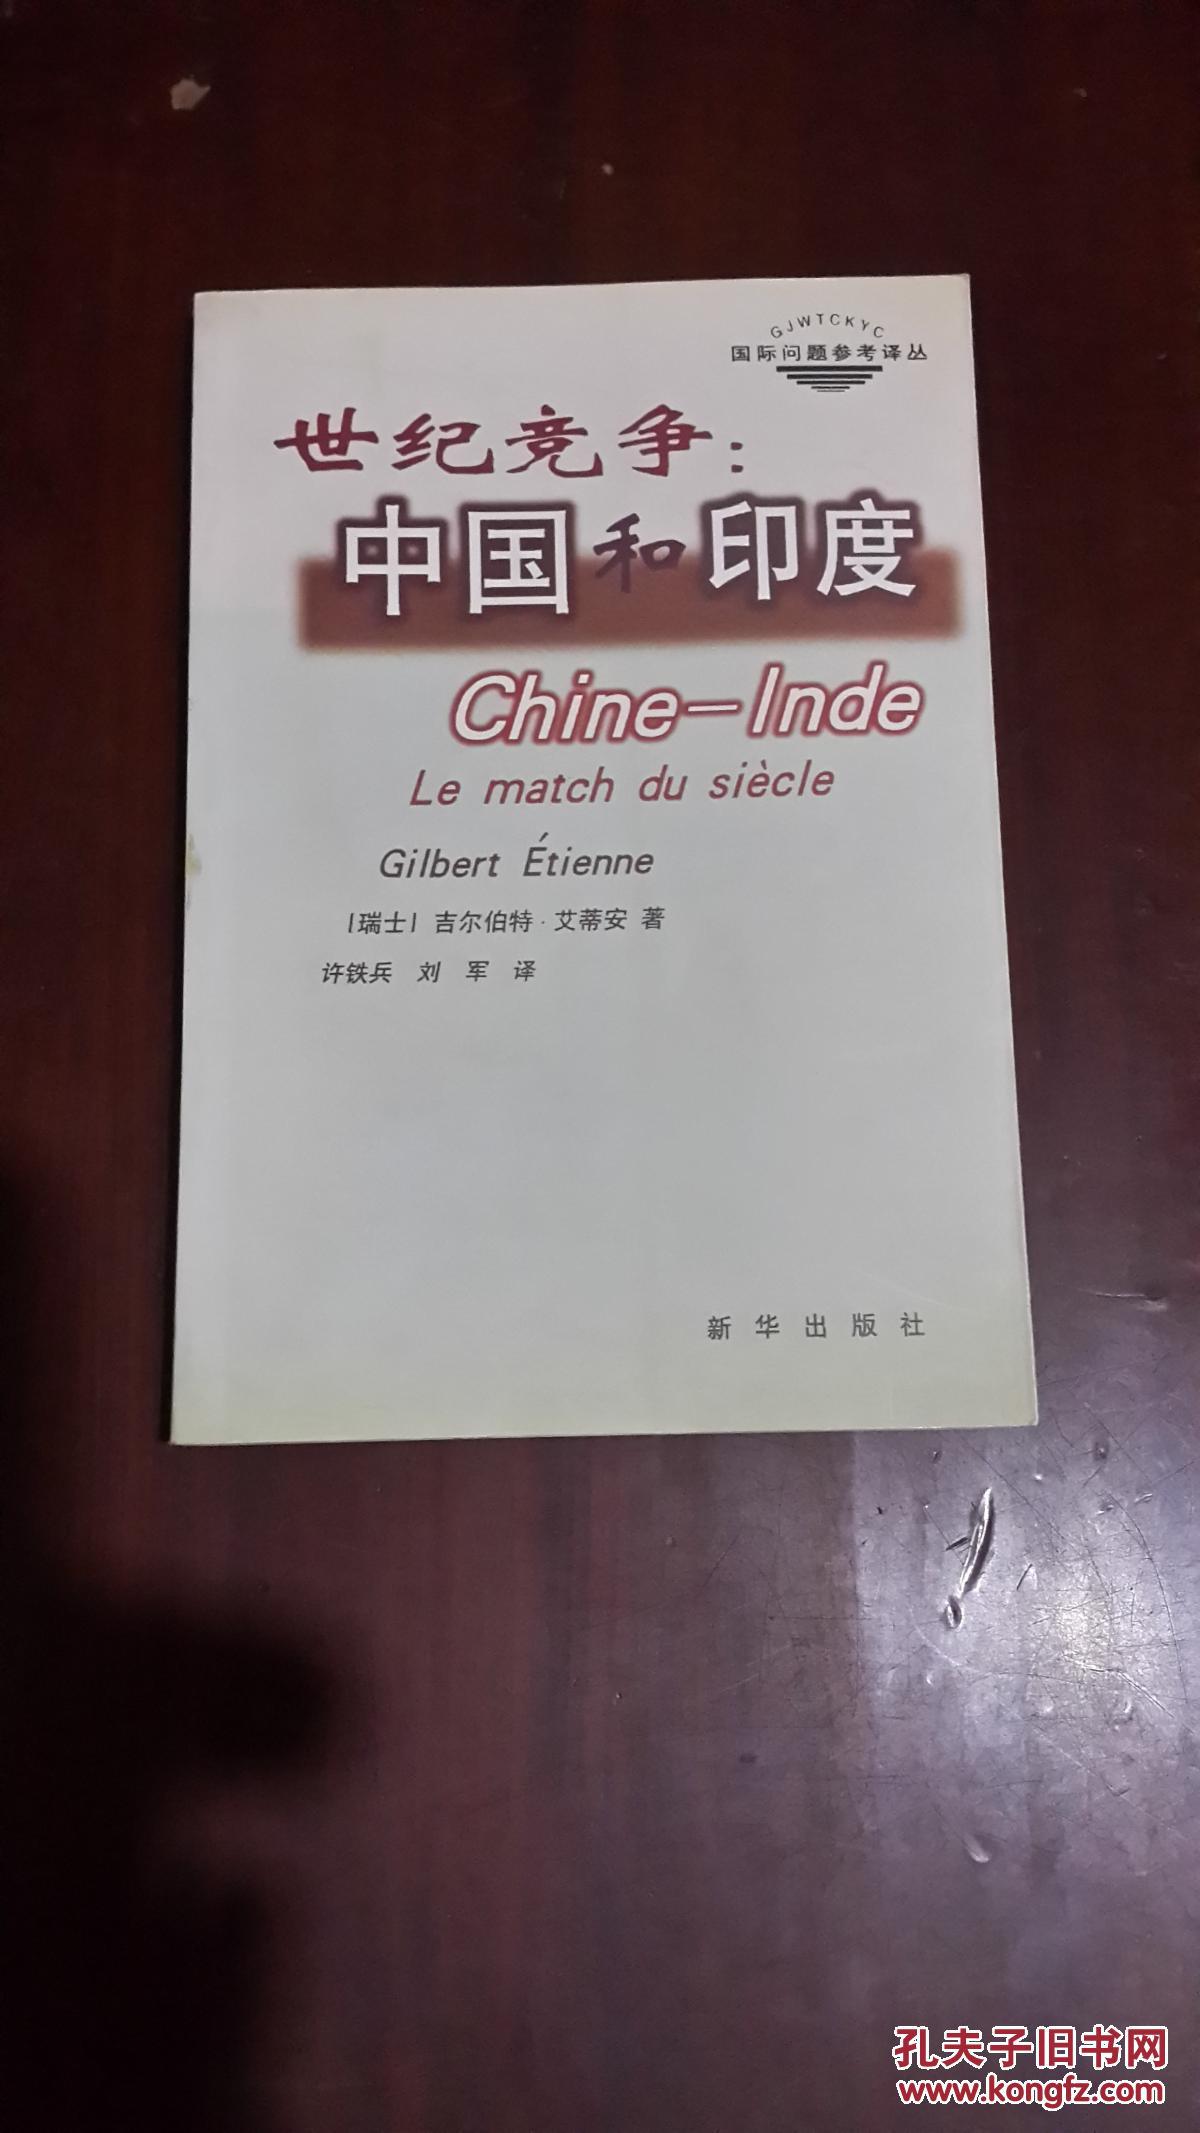 GJWTCKYC
国际问题参考译丛
世纪竞争:
中国和印度
Chine-Inde
Le match du siècle
Gilbert Étienne
[瑞士] 吉尔伯特·艾蒂安 著
许铁兵 刘 军 译
新华出版社
孔夫子旧书网
www.kongfz.com